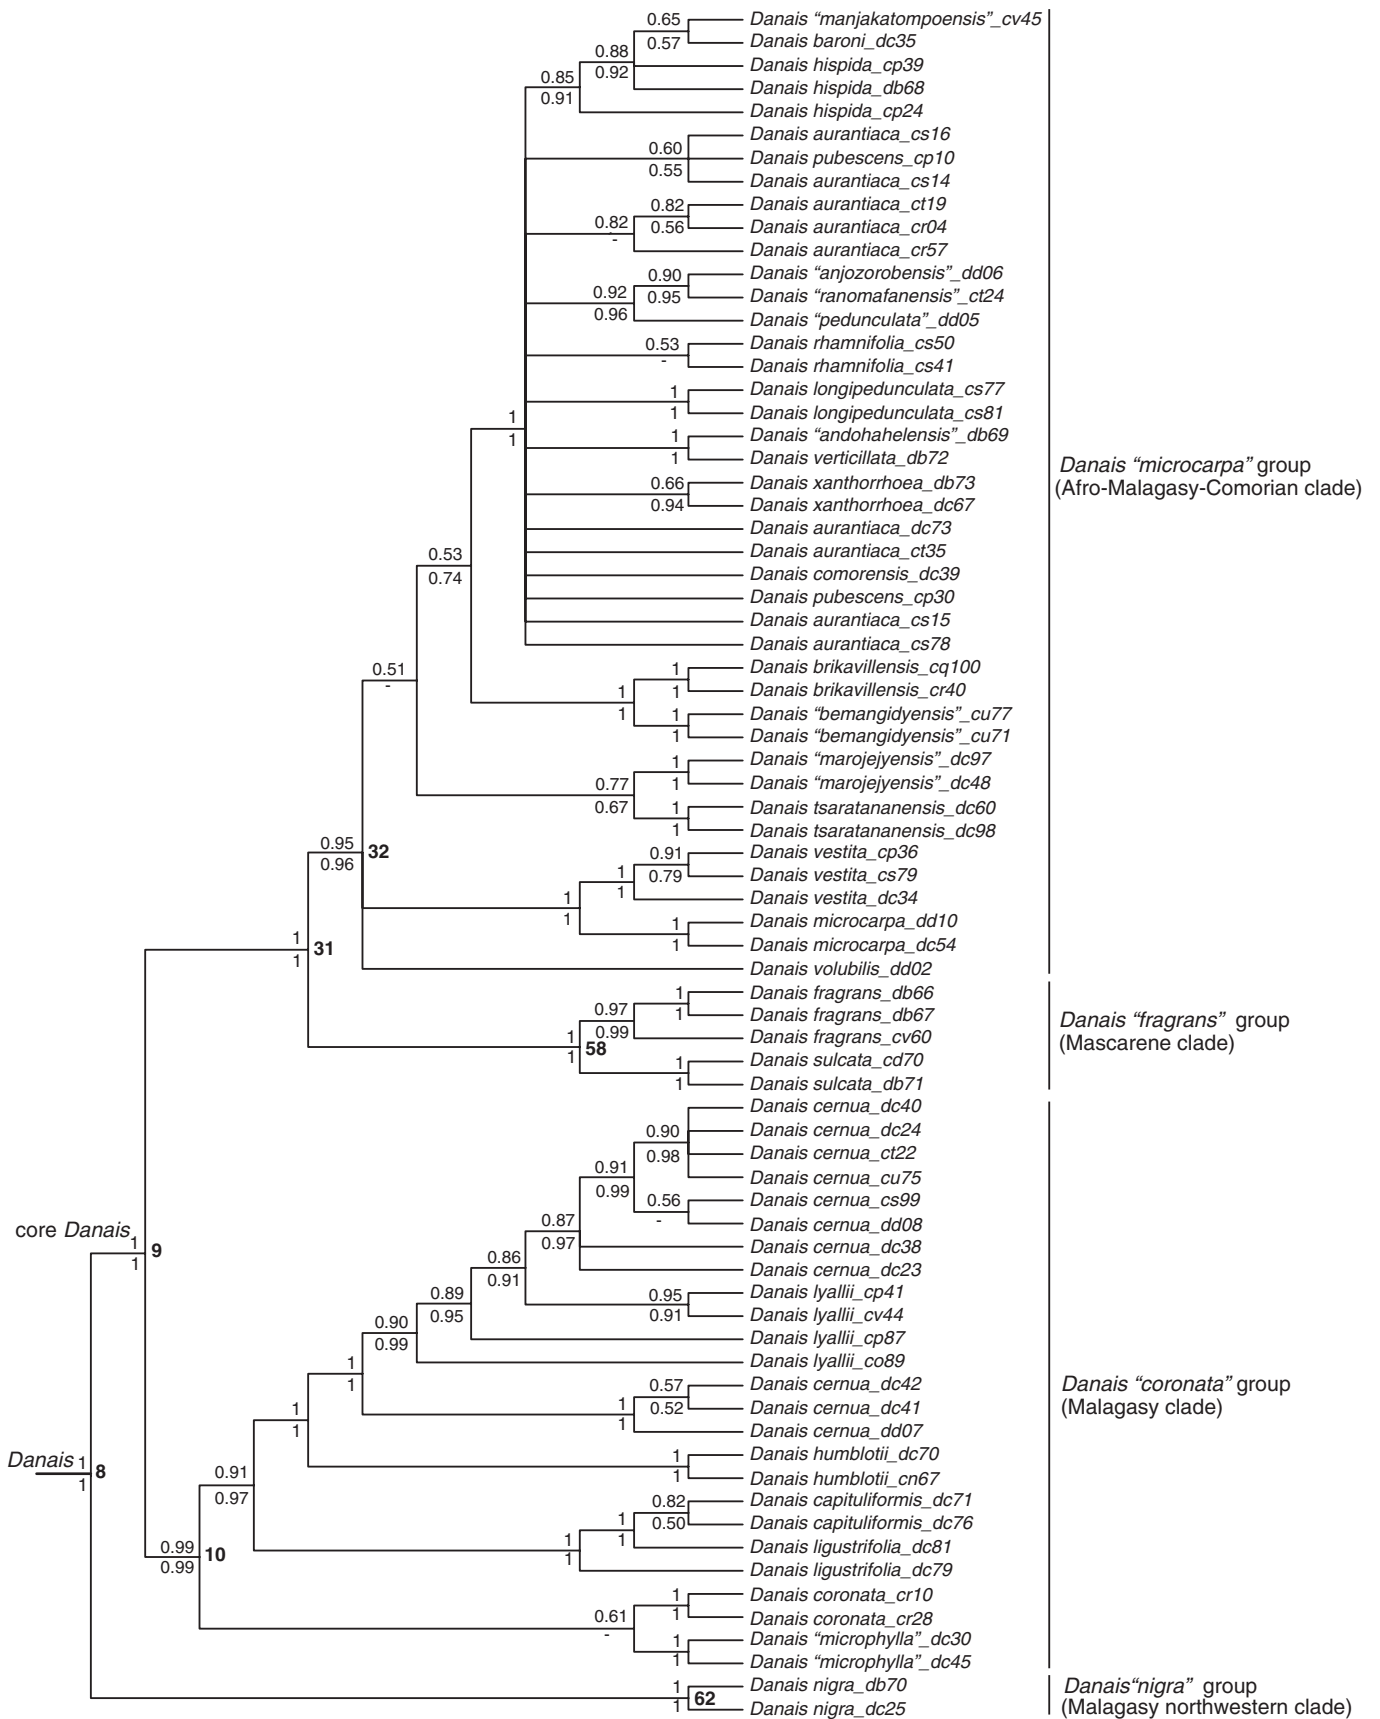 0.65
Danais “manjakatompoensis”_cv45
0.57
Danais baroni_dc35
0.88
0.92
Danais hispida_cp39
0.85
0.91
Danais hispida_db68
Danais hispida_cp24
Danais aurantiaca_cs16
0.60
0.55
Danais pubescens_cp10
Danais aurantiaca_cs14
0.82
Danais aurantiaca_ct19
0.82
-
0.56
Danais aurantiaca_cr04
Danais aurantiaca_cr57
0.90
Danais “anjozorobensis”_dd06
0.92
0.96
0.95
Danais “ranomafanensis”_ct24
Danais “pedunculata”_dd05
0.53
-
Danais rhamnifolia_cs50
Danais rhamnifolia_cs41
1
Danais longipedunculata_cs77
1
1
1
Danais longipedunculata_cs81
1
Danais “andohahelensis”_db69
1
Danais verticillata_db72
Danais “microcarpa” group
(Afro-Malagasy-Comorian clade)
0.66
Danais xanthorrhoea_db73
0.94
Danais xanthorrhoea_dc67
Danais aurantiaca_dc73
Danais aurantiaca_ct35
0.53
0.74
Danais comorensis_dc39
Danais pubescens_cp30
Danais aurantiaca_cs15
Danais aurantiaca_cs78
0.51
-
1
Danais brikavillensis_cq100
1
1
1
Danais brikavillensis_cr40
1
Danais “bemangidyensis”_cu77
1
Danais “bemangidyensis”_cu71
1
Danais “marojejyensis”_dc97
0.77
0.67
1
Danais “marojejyensis”_dc48
1
Danais tsaratananensis_dc60
1
Danais tsaratananensis_dc98
0.95
0.96
32
0.91
Danais vestita_cp36
1
1
0.79
Danais vestita_cs79
1
1
Danais vestita_dc34
1
Danais microcarpa_dd10
1
Danais microcarpa_dc54
1
1
31
Danais volubilis_dd02
1
Danais fragrans_db66
0.97
0.99
1
Danais fragrans_db67
Danais “fragrans” group
(Mascarene clade)
1
1
58
Danais fragrans_cv60
1
Danais sulcata_cd70
1
Danais sulcata_db71
Danais cernua_dc40
0.90
0.98
Danais cernua_dc24
Danais cernua_ct22
0.91
0.99
Danais cernua_cu75
0.56
-
Danais cernua_cs99
Danais cernua_dd08
core Danais
1
1
9
0.87
0.97
Danais cernua_dc38
0.86
0.91
Danais cernua_dc23
0.89
0.95
0.95
Danais lyallii_cp41
0.91
Danais lyallii_cv44
0.90
0.99
Danais lyallii_cp87
1
1
Danais lyallii_co89
0.57
Danais cernua_dc42
Danais “coronata” group
(Malagasy clade)
1
1
0.52
Danais cernua_dc41
1
1
Danais cernua_dd07
1
Danais humblotii_dc70
1
Danais humblotii_cn67
Danais
1
1
8
0.91
0.97
0.82
Danais capituliformis_dc71
1
1
0.50
Danais capituliformis_dc76
1
1
Danais ligustrifolia_dc81
Danais ligustrifolia_dc79
0.99
0.99
10
1
Danais coronata_cr10
0.61
-
1
Danais coronata_cr28
1
Danais “microphylla”_dc30
1
Danais “microphylla”_dc45
1
Danais nigra_db70
1
62
Danais nigra_dc25
Danais“nigra” group
(Malagasy northwestern clade)